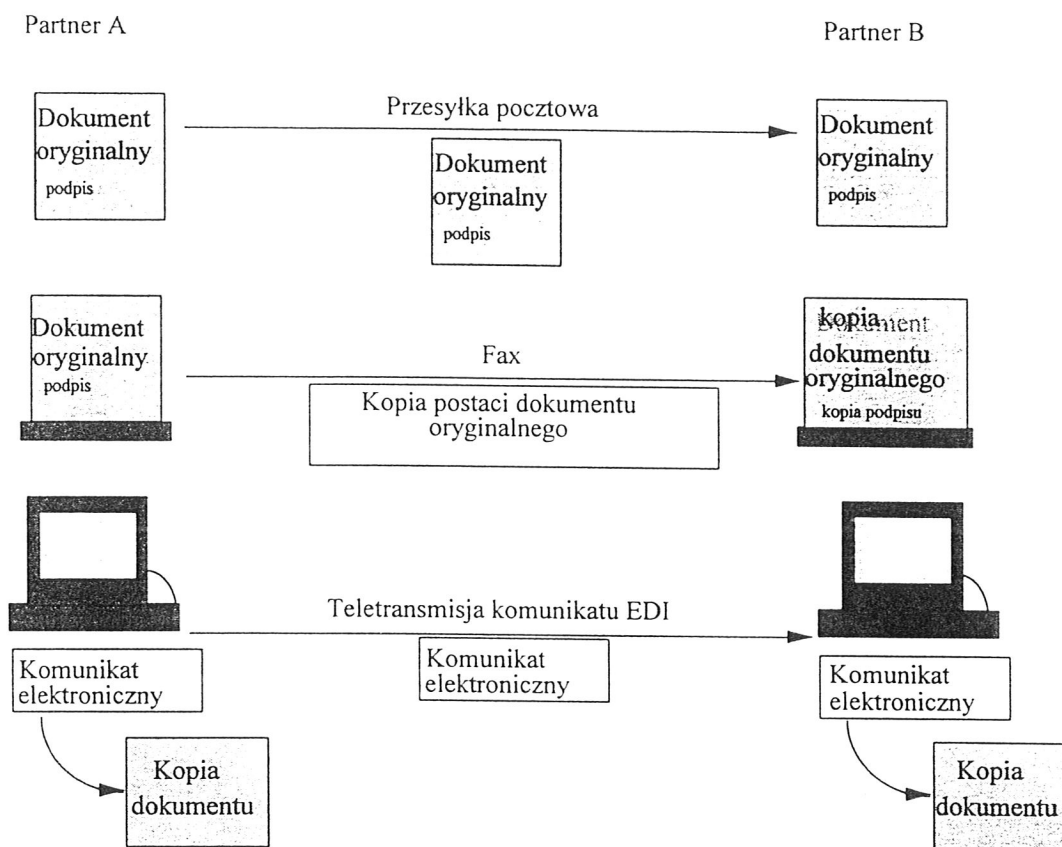 Partner A
Partner B
Dokument
oryginalny
podpis
Przesyłka pocztowa
Dokument
oryginalny
podpis
Dokument
oryginalny
podpis
Dokument
oryginalny
podpis
Fax
Kopia postaci dokumentu
oryginalnego
kopia
Dokument
dokumentu
oryginalnego
kopia podpisu
Teletransmisja komunikatu EDI
Komunikat
elektroniczny
Komunikat
elektroniczny
Komunikat
elektroniczny
Kopia
dokumentu
Kopia
dokumentu